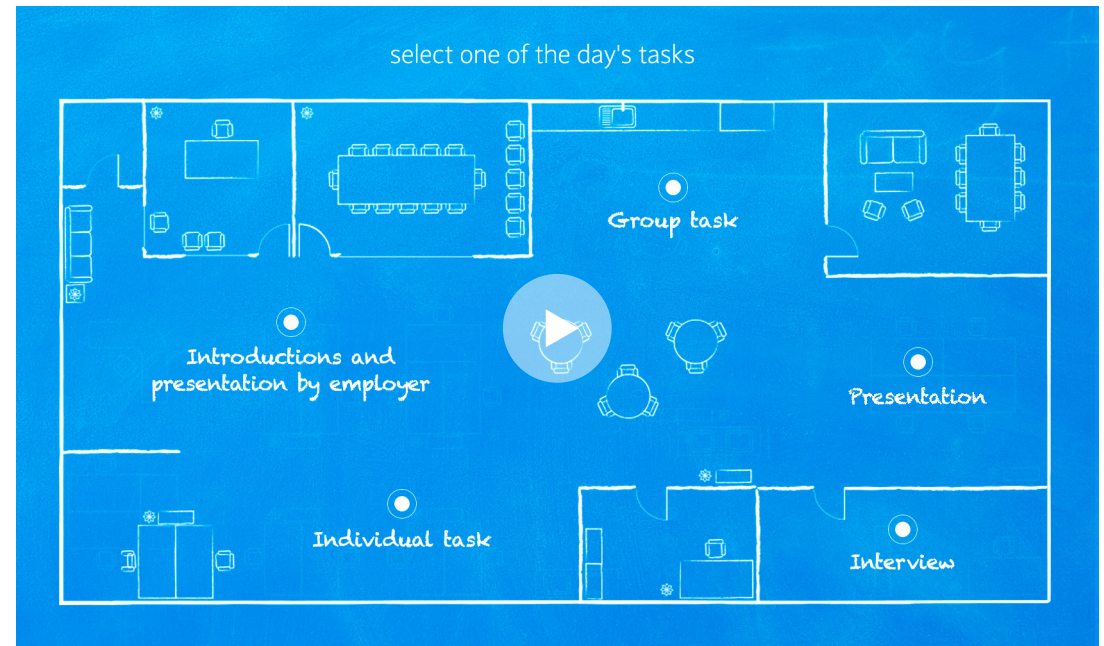 select one of the day's tasks
Group task
Introductions and
presentation by employer
Presentation
Individual task
Interview